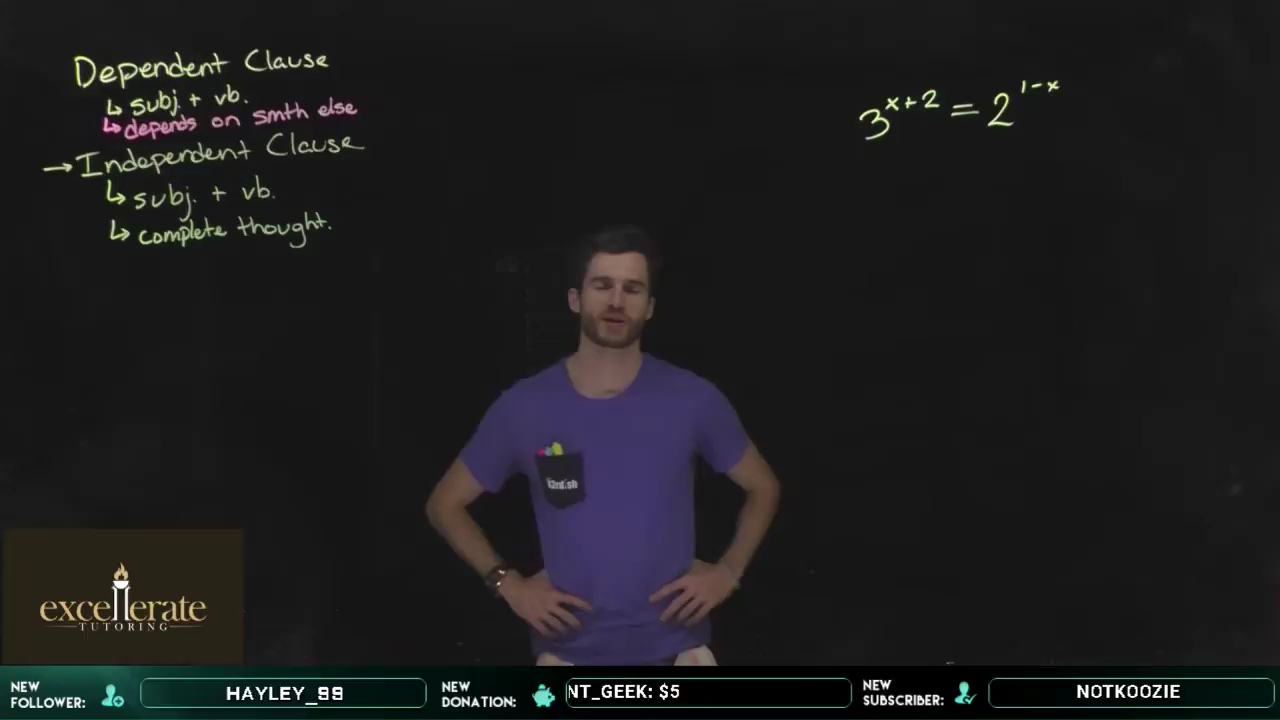 Dependent Clause
↳ subj. + vb.
↳ depends on smth else
→ Independent Clause
↳ subj. + vb.
↳ complete thought.
3^{x+2} = 2^{1-x}
excellerate
TUTORING
NEW FOLLOWER: HAYLEY_99
NEW DONATION: NT_GEEK: $5
NEW SUBSCRIBER: NOTKOOZIE